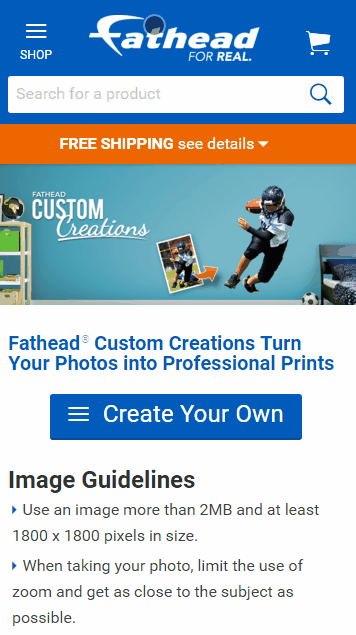 SHOP
Fathead
FOR REAL.
Search for a product
FREE SHIPPING see details
FATHEAD
CUSTOM
Creations
Fathead® Custom Creations Turn
Your Photos into Professional Prints
Create Your Own
Image Guidelines
Use an image more than 2MB and at least
1800 x 1800 pixels in size.
When taking your photo, limit the use of
zoom and get as close to the subject as
possible.